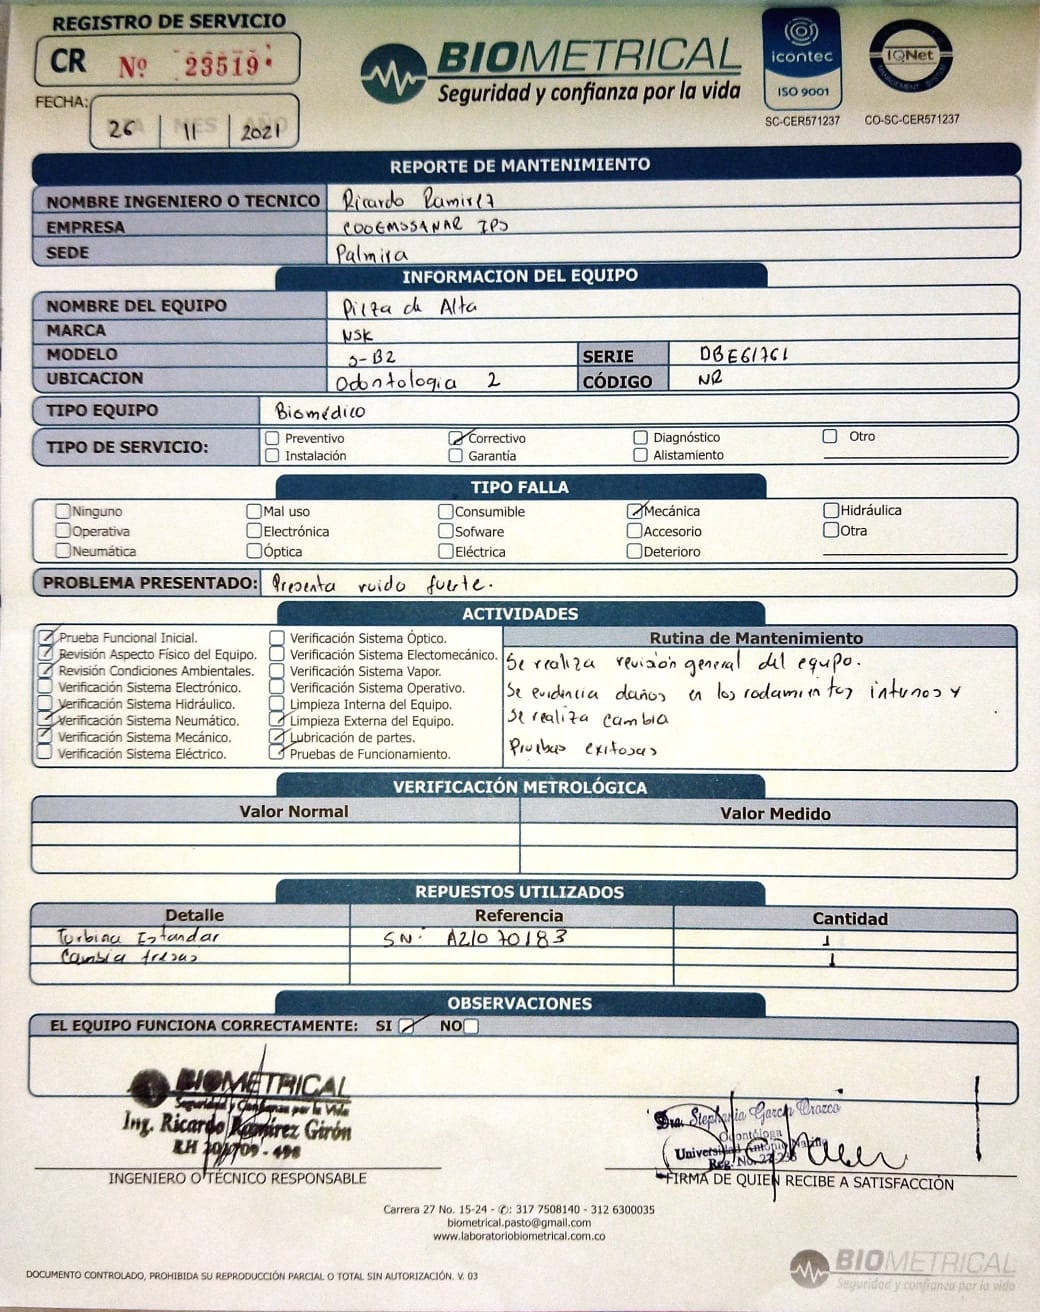 REGISTRO DE SERVICIO
CR Nº 23519
BIOMETRICAL
Seguridad y confianza por la vida
icontec
ISO 9001
SC-CER571237
IQNet
CO-SC-CER571237
FECHA: 26 11 2021
REPORTE DE MANTENIMIENTO
NOMBRE INGENIERO O TECNICO Ricardo Ramirez
EMPRESA COOEMSSANAR IPS
SEDE Palmira
INFORMACION DEL EQUIPO
NOMBRE DEL EQUIPO Pieza de Alta
MARCA NSK
MODELO S-B2 SERIE DBE61761
UBICACION Odontologia 2 CÓDIGO NR
TIPO EQUIPO Biomédico
TIPO DE SERVICIO: Preventivo Correctivo Diagnóstico Otro
Instalación Garantía Alistamiento
TIPO FALLA
Ninguno Mal uso Consumible Mecánica Hidráulica
Operativa Electrónica Sofware Accesorio Otra
Neumática Óptica Eléctrica Deterioro
PROBLEMA PRESENTADO: Presenta ruido fuerte.
ACTIVIDADES
Prueba Funcional Inicial.
Revisión Aspecto Físico del Equipo.
Revisión Condiciones Ambientales.
Verificación Sistema Electrónico.
Verificación Sistema Hidráulico.
Verificación Sistema Neumático.
Verificación Sistema Mecánico.
Verificación Sistema Eléctrico.
Verificación Sistema Óptico.
Verificación Sistema Electomecánico.
Verificación Sistema Vapor.
Verificación Sistema Operativo.
Limpieza Interna del Equipo.
Limpieza Externa del Equipo.
Lubricación de partes.
Pruebas de Funcionamiento.
Rutina de Mantenimiento
Se realiza revisión general del equipo.
Se evidencia daños en los rodamientos internos y
se realiza cambia
Pruebas exitosas
VERIFICACIÓN METROLÓGICA
Valor Normal Valor Medido
REPUESTOS UTILIZADOS
Detalle Referencia Cantidad
Turbina Estandar SN: A21070183 1
Cambia fresas 1
OBSERVACIONES
EL EQUIPO FUNCIONA CORRECTAMENTE: SI NO
BIOMETRICAL
Seguridad y Confianza por la Vida
Ing. Ricardo Ramírez Girón
INGENIERO O TÉCNICO RESPONSABLE
Dra. Stephania García Orozco
Odontóloga
Universidad Antonio Nariño
Reg. No.
FIRMA DE QUIEN RECIBE A SATISFACCIÓN
Carrera 27 No. 15-24 - ✆: 317 7508140 - 312 6300035
biometrical.pasto@gmail.com
www.laboratoriobiometrical.com.co
DOCUMENTO CONTROLADO, PROHIBIDA SU REPRODUCCIÓN PARCIAL O TOTAL SIN AUTORIZACIÓN. V. 03
BIOMETRICAL
Seguridad y confianza por la vida